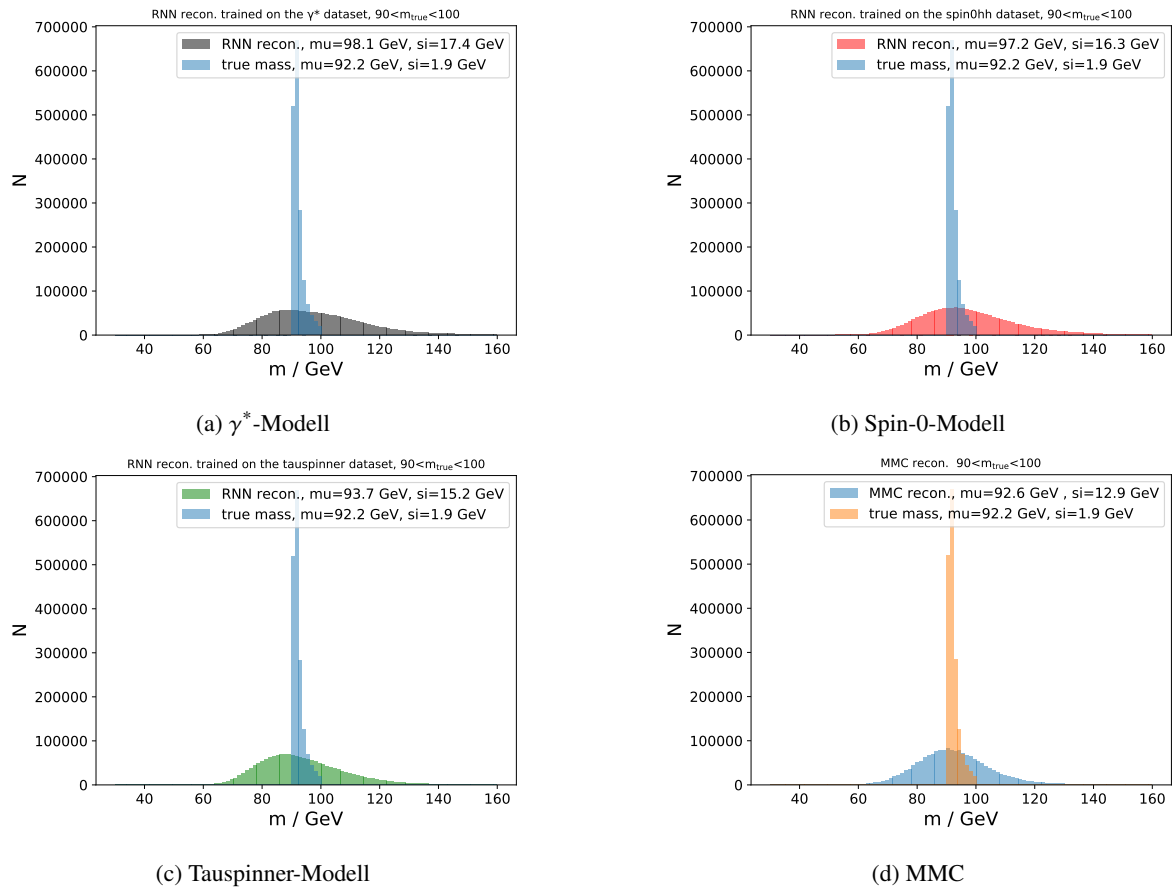 RNN recon. trained on the γ* dataset, 90<m_true<100
RNN recon., mu=98.1 GeV, si=17.4 GeV
true mass, mu=92.2 GeV, si=1.9 GeV
700000
600000
500000
400000
300000
200000
100000
0
N
40 60 80 100 120 140 160
m / GeV
(a) γ*-Modell
RNN recon. trained on the spin0hh dataset, 90<m_true<100
RNN recon., mu=97.2 GeV, si=16.3 GeV
true mass, mu=92.2 GeV, si=1.9 GeV
700000
600000
500000
400000
300000
200000
100000
0
N
40 60 80 100 120 140 160
m / GeV
(b) Spin-0-Modell
RNN recon. trained on the tauspinner dataset, 90<m_true<100
RNN recon., mu=93.7 GeV, si=15.2 GeV
true mass, mu=92.2 GeV, si=1.9 GeV
700000
600000
500000
400000
300000
200000
100000
0
N
40 60 80 100 120 140 160
m / GeV
(c) Tauspinner-Modell
MMC recon. 90<m_true<100
MMC recon., mu=92.6 GeV , si=12.9 GeV
true mass, mu=92.2 GeV, si=1.9 GeV
700000
600000
500000
400000
300000
200000
100000
0
N
40 60 80 100 120 140 160
m / GeV
(d) MMC